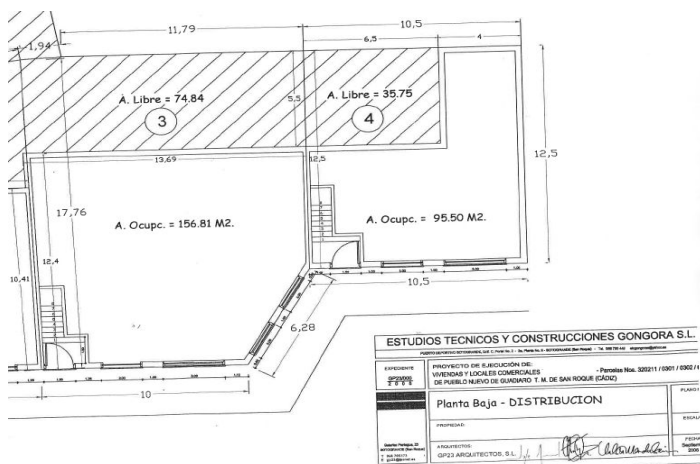 11,79
10,5
6,5
4
1,94
A. Libre = 74.84
3
5,5
A. Libre = 35.75
4
12,5
13,69
12,5
17,76
A. Ocupc. = 156.81 M2.
A. Ocupc. = 95.50 M2.
12,4
10,41
10,5
6,28
10
ESTUDIOS TECNICOS Y CONSTRUCCIONES GONGORA S.L.
EXPEDIENTE
PROYECTO DE EJECUCIÓN DE:
VIVIENDAS Y LOCALES COMERCIALES
- Parcelas Nos. 320211 / 0301 / 0302 /
DE PUEBLO NUEVO DE GUADIARO T. M. DE SAN ROQUE (CÁDIZ)
Planta Baja - DISTRIBUCION
PROPIEDAD:
ARQUITECTOS:
GP23 ARQUITECTOS, S.L.